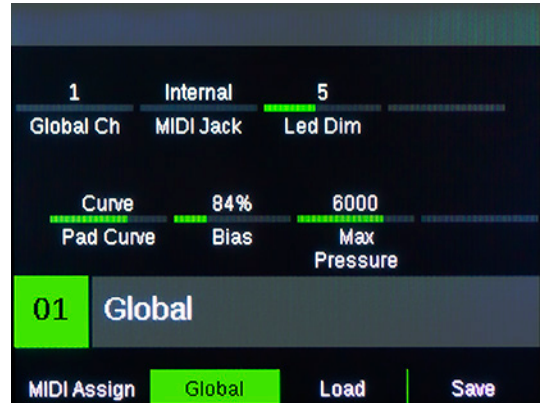 1 Internal 5
Global Ch MIDI Jack Led Dim
Curve 84% 6000
Pad Curve Bias Max
Pressure
01 Global
MIDI Assign Global Load Save